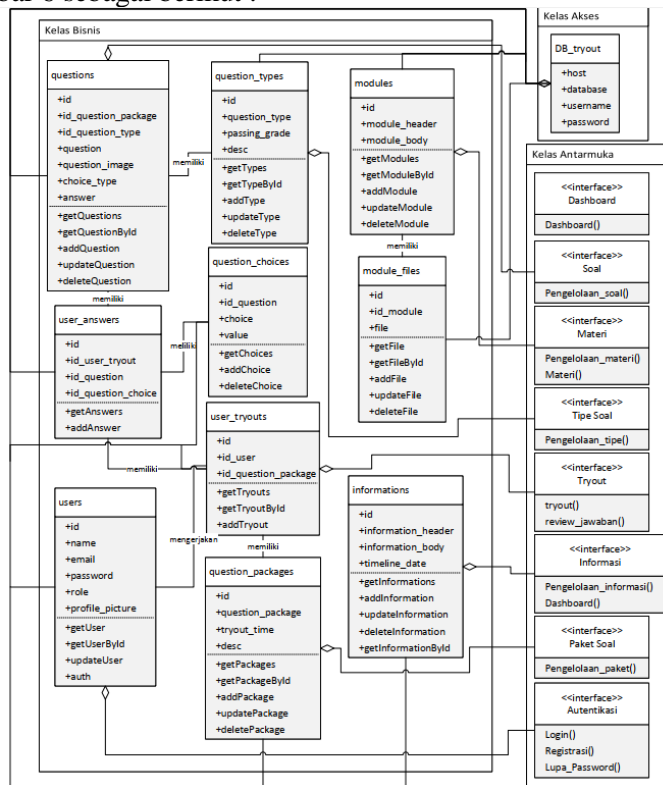 bar 6 sebagai berikut :
Kelas Bisnis
questions
+id
+id_question_package
+id_question_type
+question
+question_image
+choice_type
+answer
+getQuestions
+getQuestionById
+addQuestion
+updateQuestion
+deleteQuestion
memiliki
memiliki
question_types
+id
+question_type
+passing_grade
+desc
+getTypes
+getTypeById
+addType
+updateType
+deleteType
modules
+id
+module_header
+module_body
+getModules
+getModuleById
+addModule
+updateModule
+deleteModule
memiliki
question_choices
+id
+id_question
+choice
+value
+getChoices
+addChoice
+deleteChoice
module_files
+id
+id_module
+file
+getFile
+getFileById
+addFile
+updateFile
+deleteFile
user_answers
+id
+id_user_tryout
+id_question
+id_question_choice
+getAnswers
+addAnswer
meliliki
memiliki
user_tryouts
+id
+id_user
+id_question_package
+getTryouts
+getTryoutById
+addTryout
mengerjakan
memiliki
users
+id
+name
+email
+password
+role
+profile_picture
+getUser
+getUserById
+updateUser
+auth
question_packages
+id
+question_package
+tryout_time
+desc
+getPackages
+getPackageById
+addPackage
+updatePackage
+deletePackage
informations
+id
+information_header
+information_body
+timeline_date
+getInformations
+addInformation
+updateInformation
+deleteInformation
+getInformationById
Kelas Akses
DB_tryout
+host
+database
+username
+password
Kelas Antarmuka
<<interface>>
Dashboard
Dashboard()
<<interface>>
Soal
Pengelolaan_soal()
<<interface>>
Materi
Pengelolaan_materi()
Materi()
<<interface>>
Tipe Soal
Pengelolaan_tipe()
<<interface>>
Tryout
tryout()
review_jawaban()
<<interface>>
Informasi
Pengelolaan_informasi()
Dashboard()
<<interface>>
Paket Soal
Pengelolaan_paket()
<<interface>>
Autentikasi
Login()
Registrasi()
Lupa_Password()